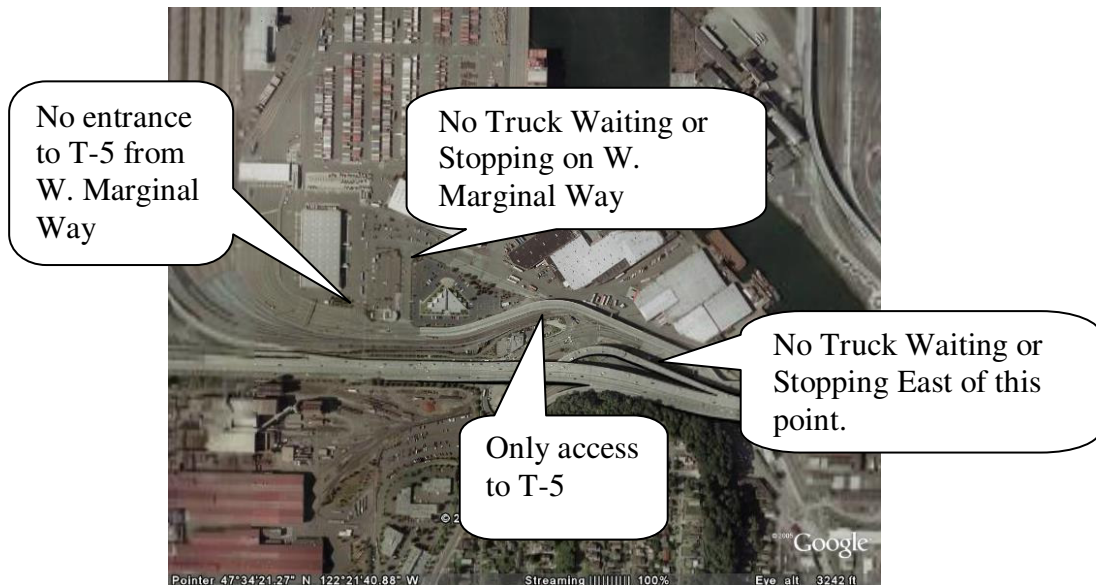 No entrance
to T-5 from
W. Marginal
Way
No Truck Waiting or
Stopping on W.
Marginal Way
No Truck Waiting or
Stopping East of this
point.
Only access
to T-5
©2005 Google
Pointer 47°34'21.27" N 122°21'40.88" W Streaming |||||||||| 100% Eye alt 3242 ft